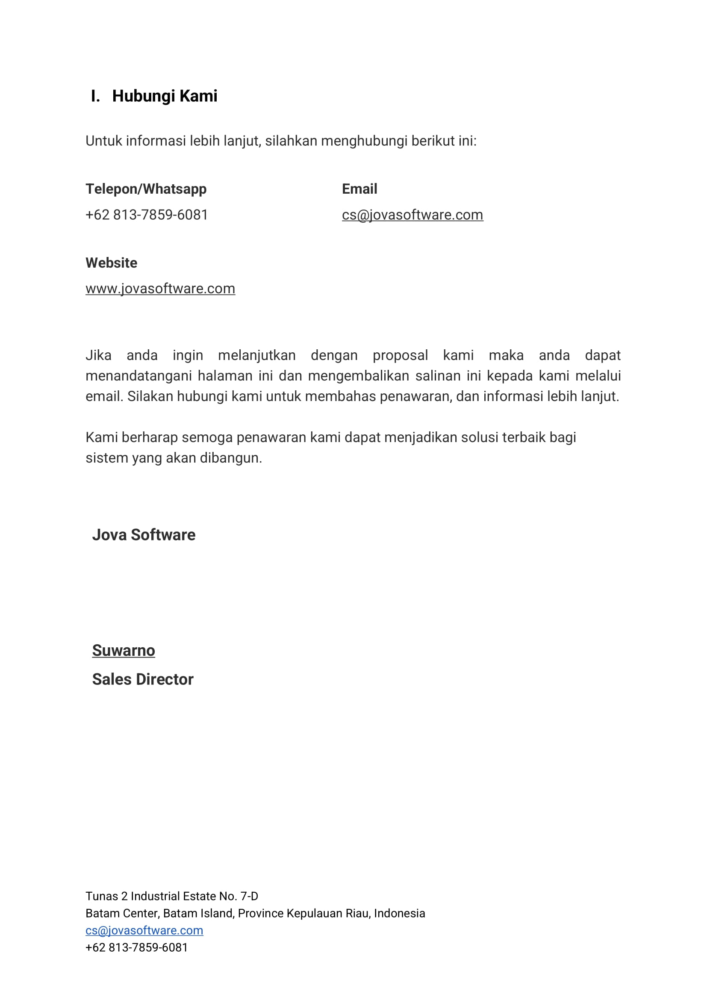 I. Hubungi Kami
Untuk informasi lebih lanjut, silahkan menghubungi berikut ini:
Telepon/Whatsapp
+62 813-7859-6081
Email
cs@jovasoftware.com
Website
www.jovasoftware.com
Jika anda ingin melanjutkan dengan proposal kami maka anda dapat
menandatangani halaman ini dan mengembalikan salinan ini kepada kami melalui
email. Silakan hubungi kami untuk membahas penawaran, dan informasi lebih lanjut.
Kami berharap semoga penawaran kami dapat menjadikan solusi terbaik bagi
sistem yang akan dibangun.
Jova Software
Suwarno
Sales Director
Tunas 2 Industrial Estate No. 7-D
Batam Center, Batam Island, Province Kepulauan Riau, Indonesia
cs@jovasoftware.com
+62 813-7859-6081